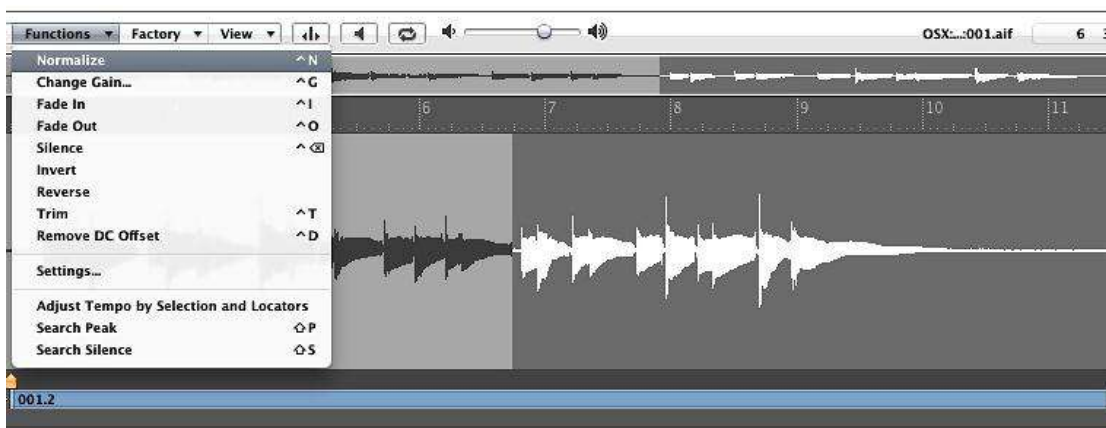 Functions ▼ Factory ▼ View ▼ OSX:...:001.aif 6 3
Normalize ^N
Change Gain... ^G
Fade In ^I
Fade Out ^O
Silence ^⌫
Invert
Reverse
Trim ^T
Remove DC Offset ^D
Settings...
Adjust Tempo by Selection and Locators
Search Peak ⇧P
Search Silence ⇧S
6 7 8 9 10 11
001.2